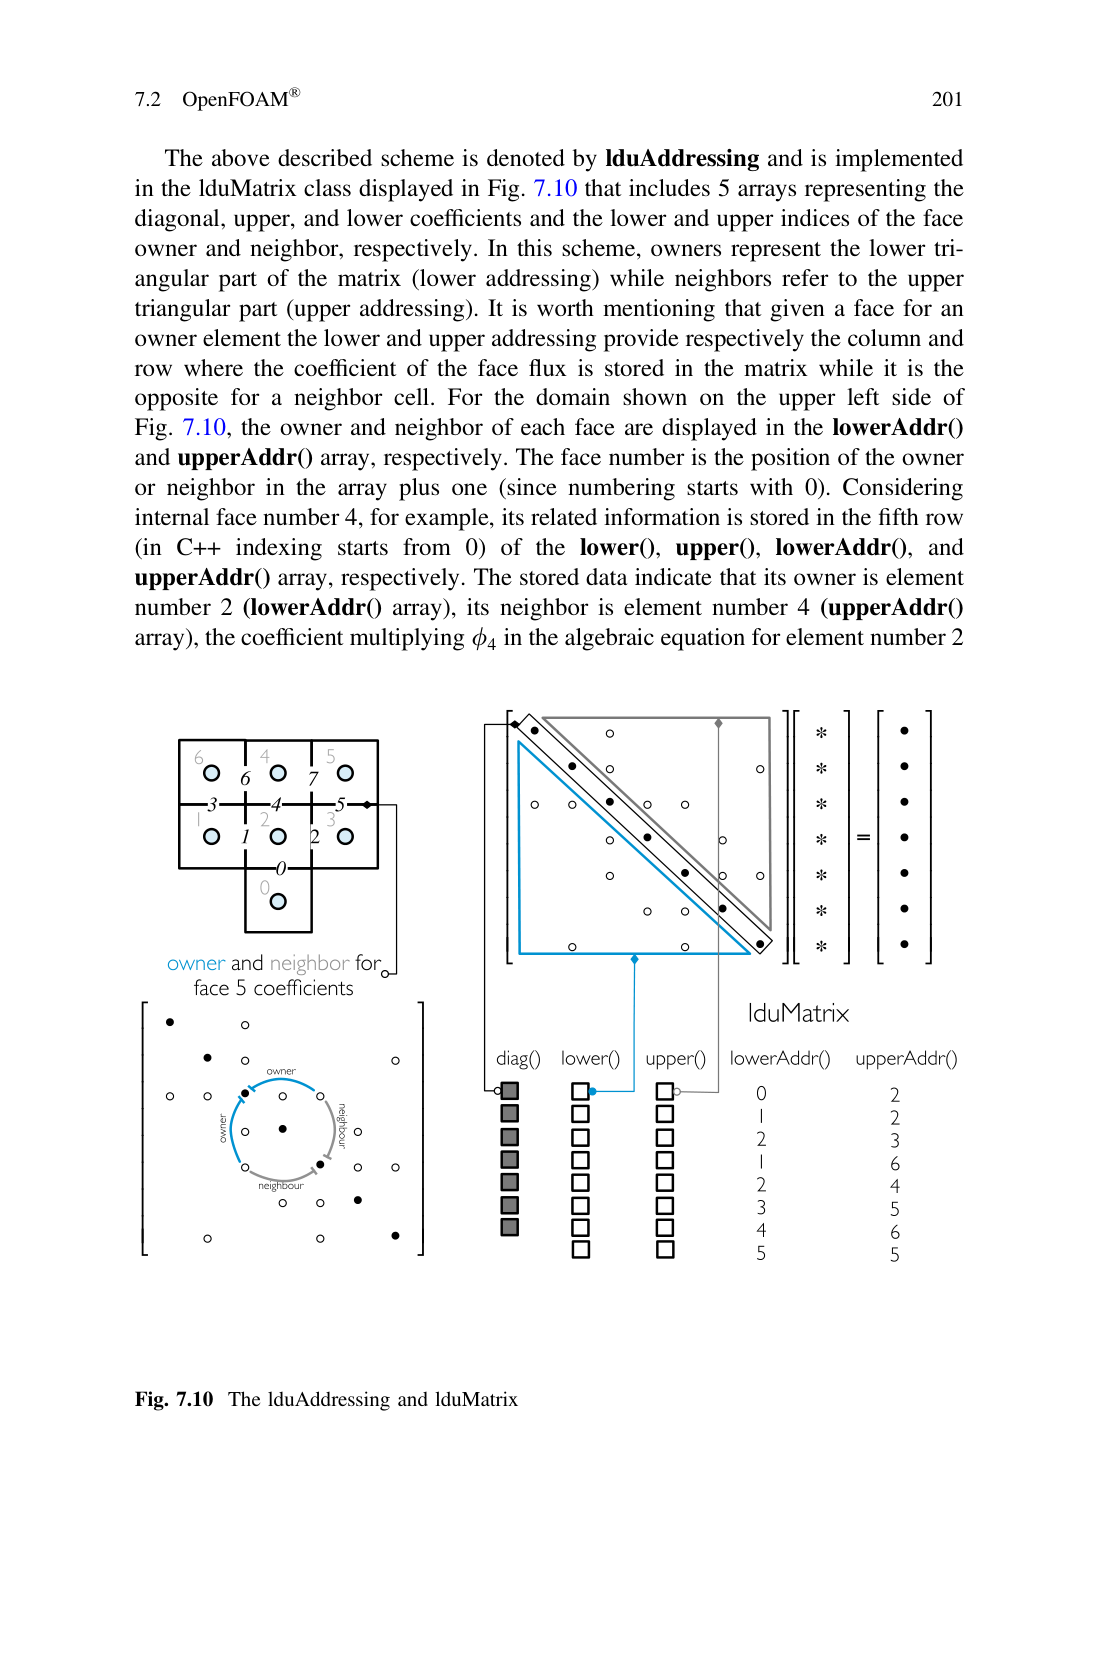 7.2 OpenFOAM®
201
The above described scheme is denoted by lduAddressing and is implemented
in the lduMatrix class displayed in Fig. 7.10 that includes 5 arrays representing the
diagonal, upper, and lower coefficients and the lower and upper indices of the face
owner and neighbor, respectively. In this scheme, owners represent the lower tri-
angular part of the matrix (lower addressing) while neighbors refer to the upper
triangular part (upper addressing). It is worth mentioning that given a face for an
owner element the lower and upper addressing provide respectively the column and
row where the coefficient of the face flux is stored in the matrix while it is the
opposite for a neighbor cell. For the domain shown on the upper left side of
Fig. 7.10, the owner and neighbor of each face are displayed in the lowerAddr()
and upperAddr() array, respectively. The face number is the position of the owner
or neighbor in the array plus one (since numbering starts with 0). Considering
internal face number 4, for example, its related information is stored in the fifth row
(in C++ indexing starts from 0) of the lower(), upper(), lowerAddr(), and
upperAddr() array, respectively. The stored data indicate that its owner is element
number 2 (lowerAddr() array), its neighbor is element number 4 (upperAddr()
array), the coefficient multiplying ϕ4 in the algebraic equation for element number 2
6 4 5
6 7
3 4 5
1 2 3
1 2
0
0
owner and neighbor for
face 5 coefficients
owner
owner
neighbour
neighbour
* 
* 
* 
* =
* 
* 
* 
lduMatrix
diag() lower() upper() lowerAddr() upperAddr()
0 2
1 2
2 3
1 6
2 4
3 5
4 6
5 5
Fig. 7.10 The lduAddressing and lduMatrix